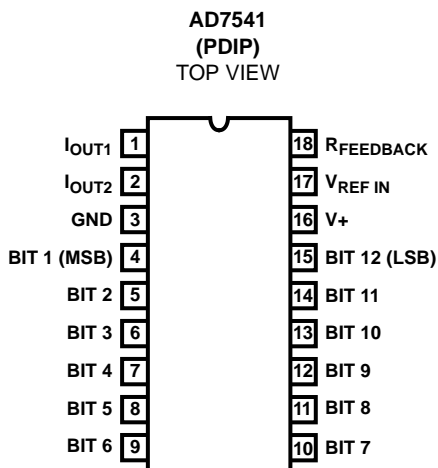 AD7541
(PDIP)
TOP VIEW
IOUT1 1 18 RFEEDBACK
IOUT2 2 17 VREF IN
GND 3 16 V+
BIT 1 (MSB) 4 15 BIT 12 (LSB)
BIT 2 5 14 BIT 11
BIT 3 6 13 BIT 10
BIT 4 7 12 BIT 9
BIT 5 8 11 BIT 8
BIT 6 9 10 BIT 7